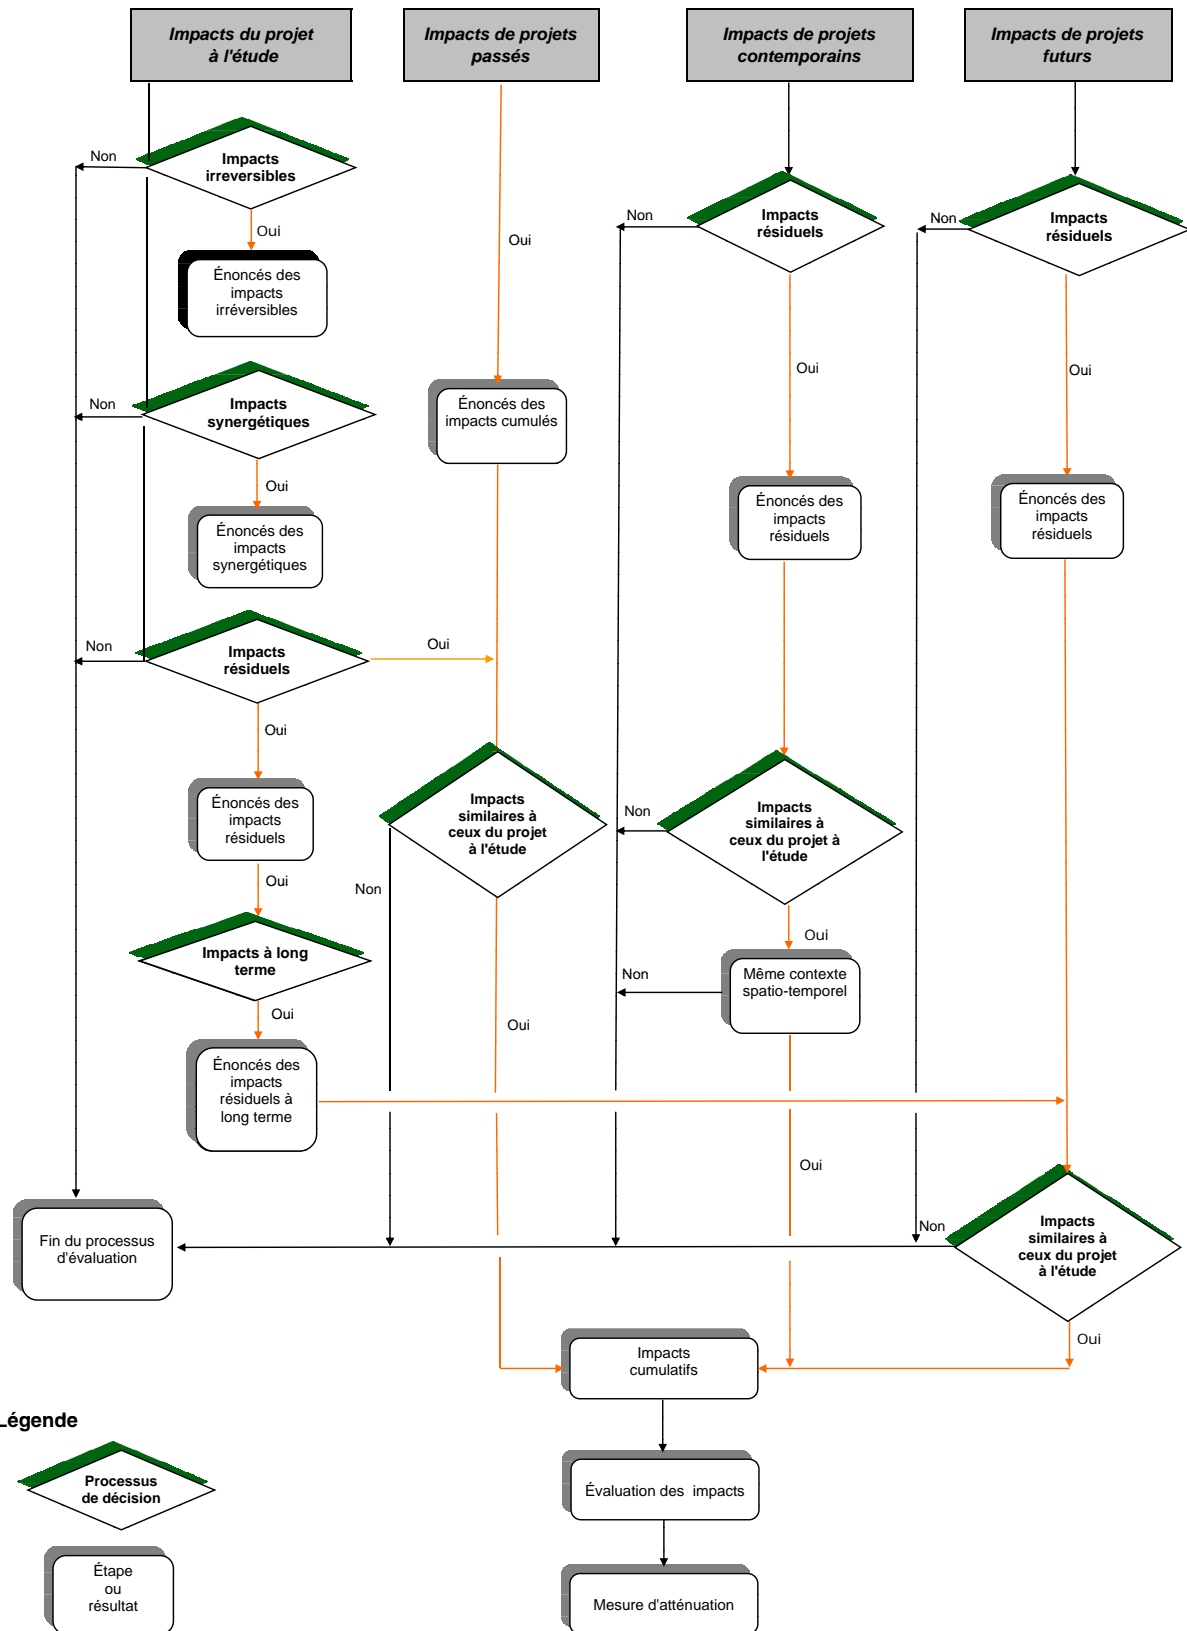 Impacts du projet
à l'étude
Impacts de projets
passés
Impacts de projets
contemporains
Impacts de projets
futurs
Non
Impacts
irreversibles
Oui
Énoncés des
impacts
irréversibles
Oui
Non
Impacts
résiduels
Non
Impacts
résiduels
Non
Impacts
synergétiques
Oui
Énoncés des
impacts
synergétiques
Énoncés des
impacts cumulés
Oui
Énoncés des
impacts
résiduels
Oui
Énoncés des
impacts
résiduels
Non
Impacts
résiduels
Oui
Oui
Énoncés des
impacts
résiduels
Oui
Impacts
similaires à
ceux du projet
à l'étude
Non
Non
Impacts
similaires à
ceux du projet à
l'étude
Oui
Impacts à long
terme
Oui
Énoncés des
impacts
résiduels à
long terme
Oui
Non
Même contexte
spatio-temporel
Oui
Fin du processus
d'évaluation
Non
Impacts
similaires à
ceux du projet
à l'étude
Oui
Impacts
cumulatifs
Évaluation des impacts
Mesure d'atténuation
Légende
Processus
de décision
Étape
ou
résultat